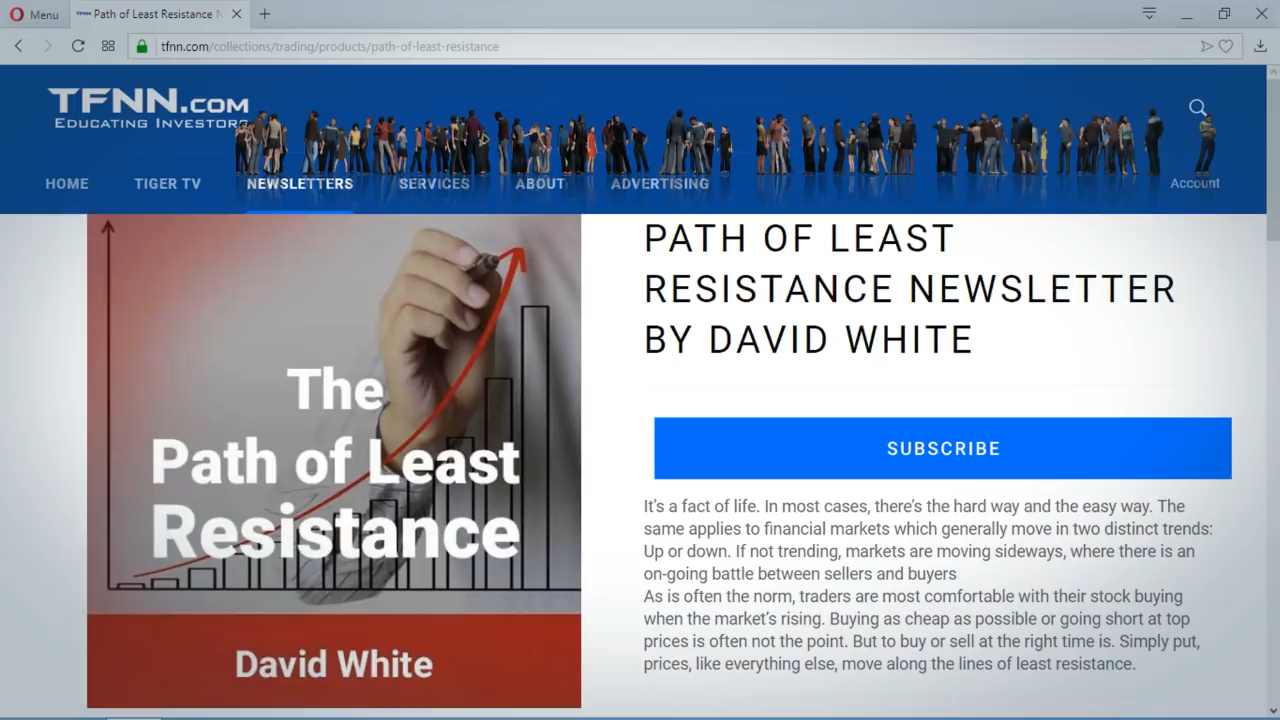 Menu
Path of Least Resistance N
tfnn.com/collections/trading/products/path-of-least-resistance
TFNN.COM
EDUCATING INVESTORS
HOME
TIGER TV
NEWSLETTERS
SERVICES
ABOUT
ADVERTISING
Account
The
Path of Least
Resistance
David White
PATH OF LEAST
RESISTANCE NEWSLETTER
BY DAVID WHITE
SUBSCRIBE
It's a fact of life. In most cases, there's the hard way and the easy way. The
same applies to financial markets which generally move in two distinct trends:
Up or down. If not trending, markets are moving sideways, where there is an
on-going battle between sellers and buyers
As is often the norm, traders are most comfortable with their stock buying
when the market's rising. Buying as cheap as possible or going short at top
prices is often not the point. But to buy or sell at the right time is. Simply put,
prices, like everything else, move along the lines of least resistance.